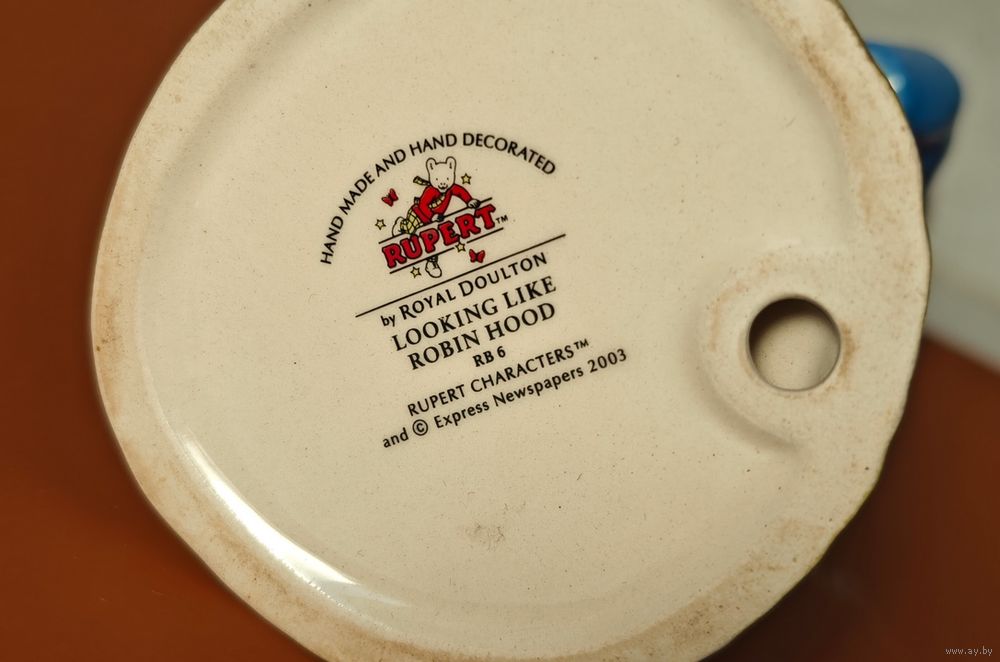 HAND MADE AND HAND DECORATED
RUPERT™
by ROYAL DOULTON
LOOKING LIKE
ROBIN HOOD
RB 6
RUPERT CHARACTERS™
and © Express Newspapers 2003
www.ay.by